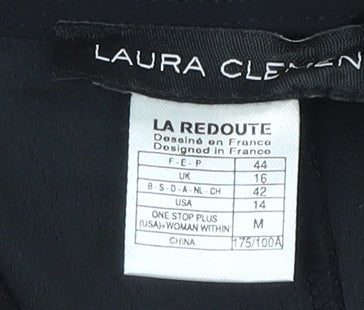 LAURA CLEMEN
LA REDOUTE
Dessiné en France
Designed in France
F - E - P 44
UK 16
B - S - D - A - NL - CH 42
USA 14
ONE STOP PLUS
(USA)+WOMAN WITHIN M
CHINA 175/100A